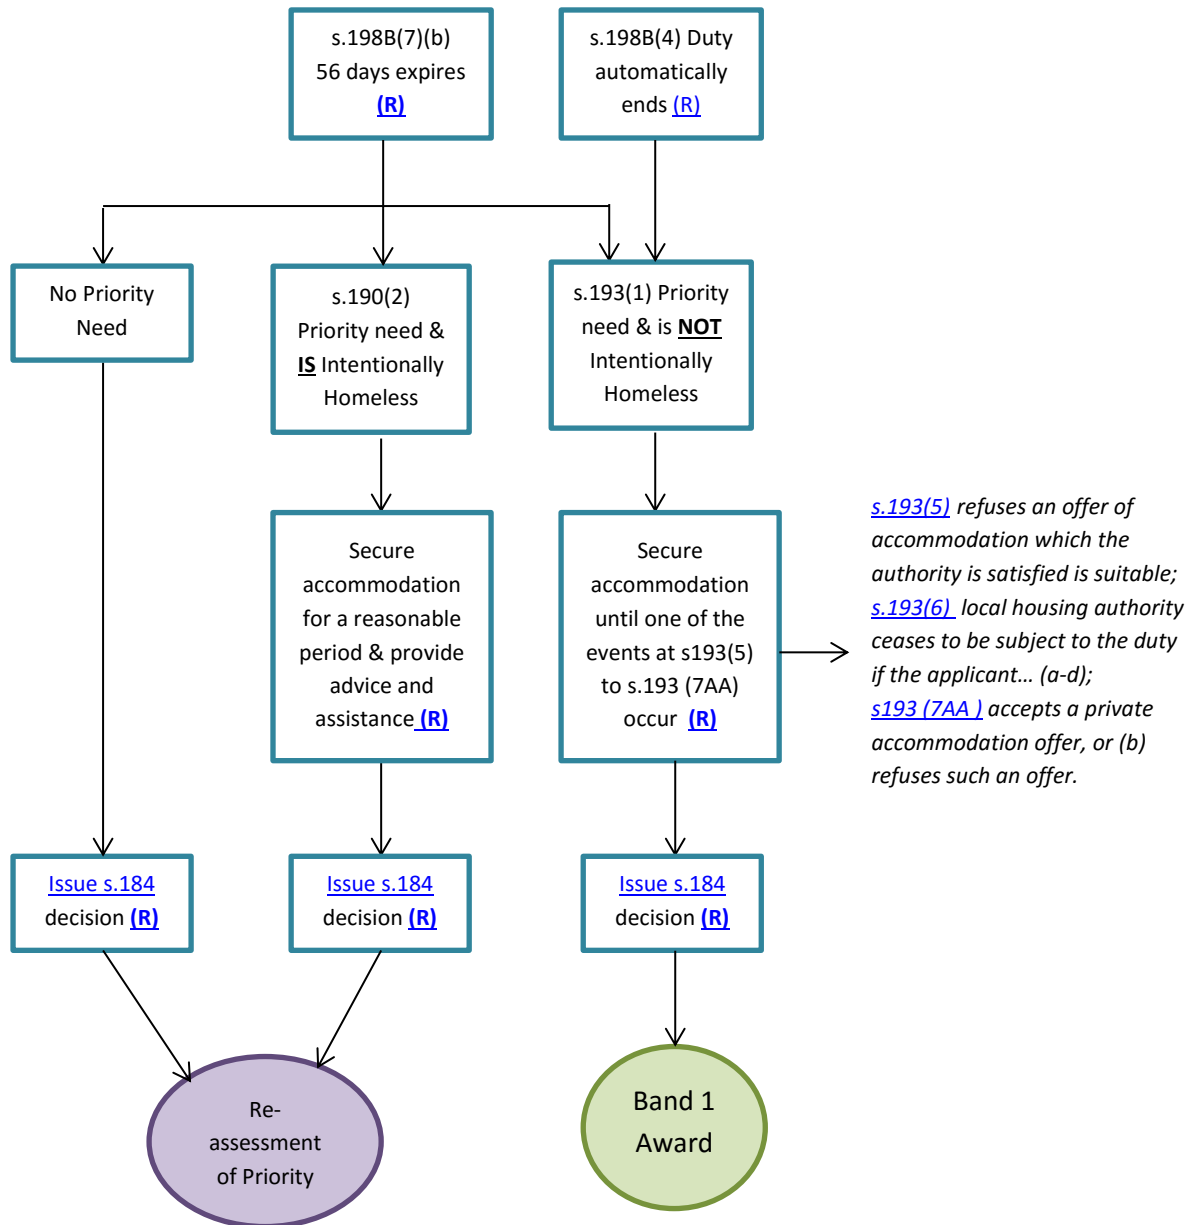 s.198B(7)(b)
56 days expires
(R)
s.198B(4) Duty
automatically
ends (R)
No Priority
Need
s.190(2)
Priority need &
IS Intentionally
Homeless
s.193(1) Priority
need & is NOT
Intentionally
Homeless
Secure
accommodation
for a reasonable
period & provide
advice and
assistance (R)
Secure
accommodation
until one of the
events at s193(5)
to s.193 (7AA)
occur (R)
s.193(5) refuses an offer of
accommodation which the
authority is satisfied is suitable;
s.193(6) local housing authority
ceases to be subject to the duty
if the applicant... (a-d);
s193 (7AA ) accepts a private
accommodation offer, or (b)
refuses such an offer.
Issue s.184
decision (R)
Issue s.184
decision (R)
Issue s.184
decision (R)
Re-
assessment
of Priority
Band 1
Award